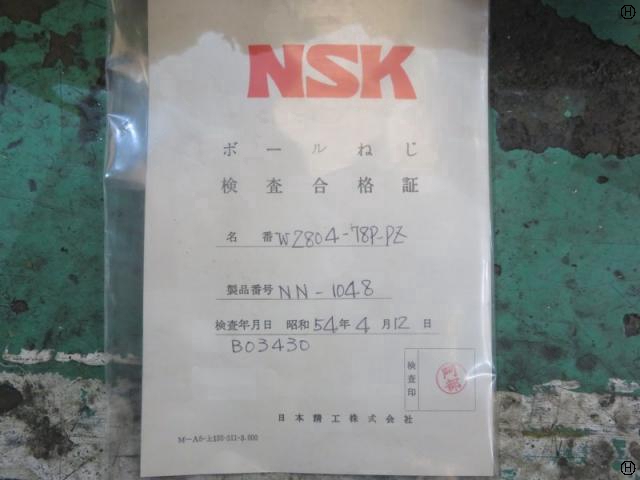 NSK
ボールねじ
検査合格証
名番 W2804-78P-PZ
製品番号 NN-1048
検査年月日 昭和54年4月12日
B03430
検査印 阿部
日本精工株式会社